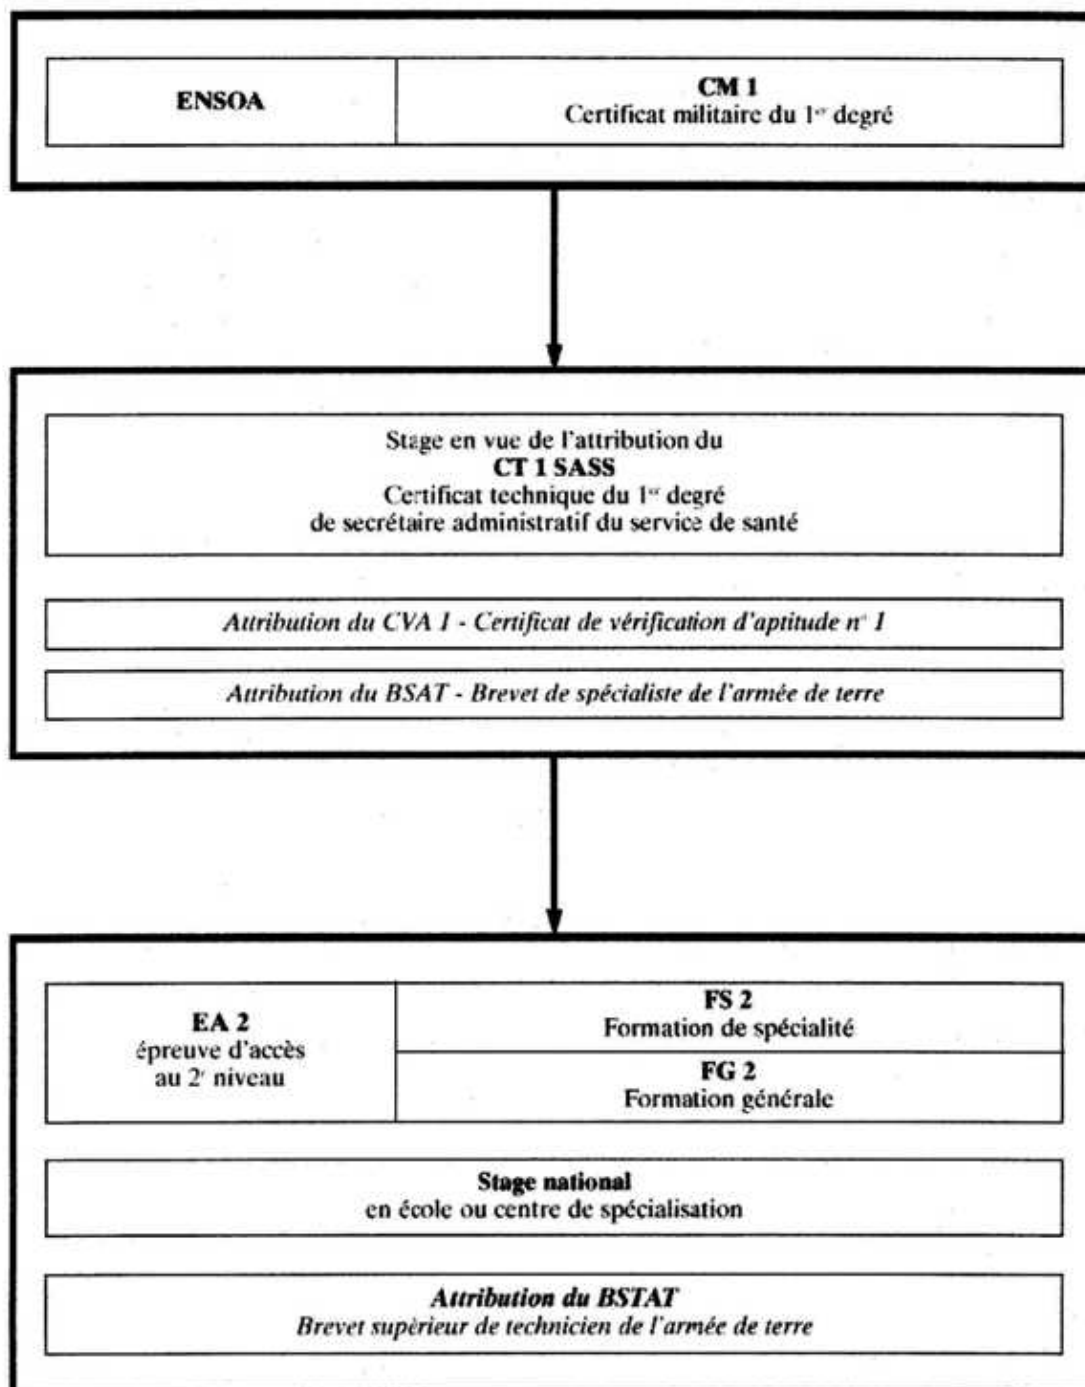 ENSOA
CM 1
Certificat militaire du 1er degré
Stage en vue de l'attribution du
CT 1 SASS
Certificat technique du 1er degré
de secrétaire administratif du service de santé
Attribution du CVA 1 - Certificat de vérification d'aptitude n° 1
Attribution du BSAT - Brevet de spécialiste de l'armée de terre
EA 2
épreuve d'accès
au 2e niveau
FS 2
Formation de spécialité
FG 2
Formation générale
Stage national
en école ou centre de spécialisation
Attribution du BSTAT
Brevet supérieur de technicien de l'armée de terre